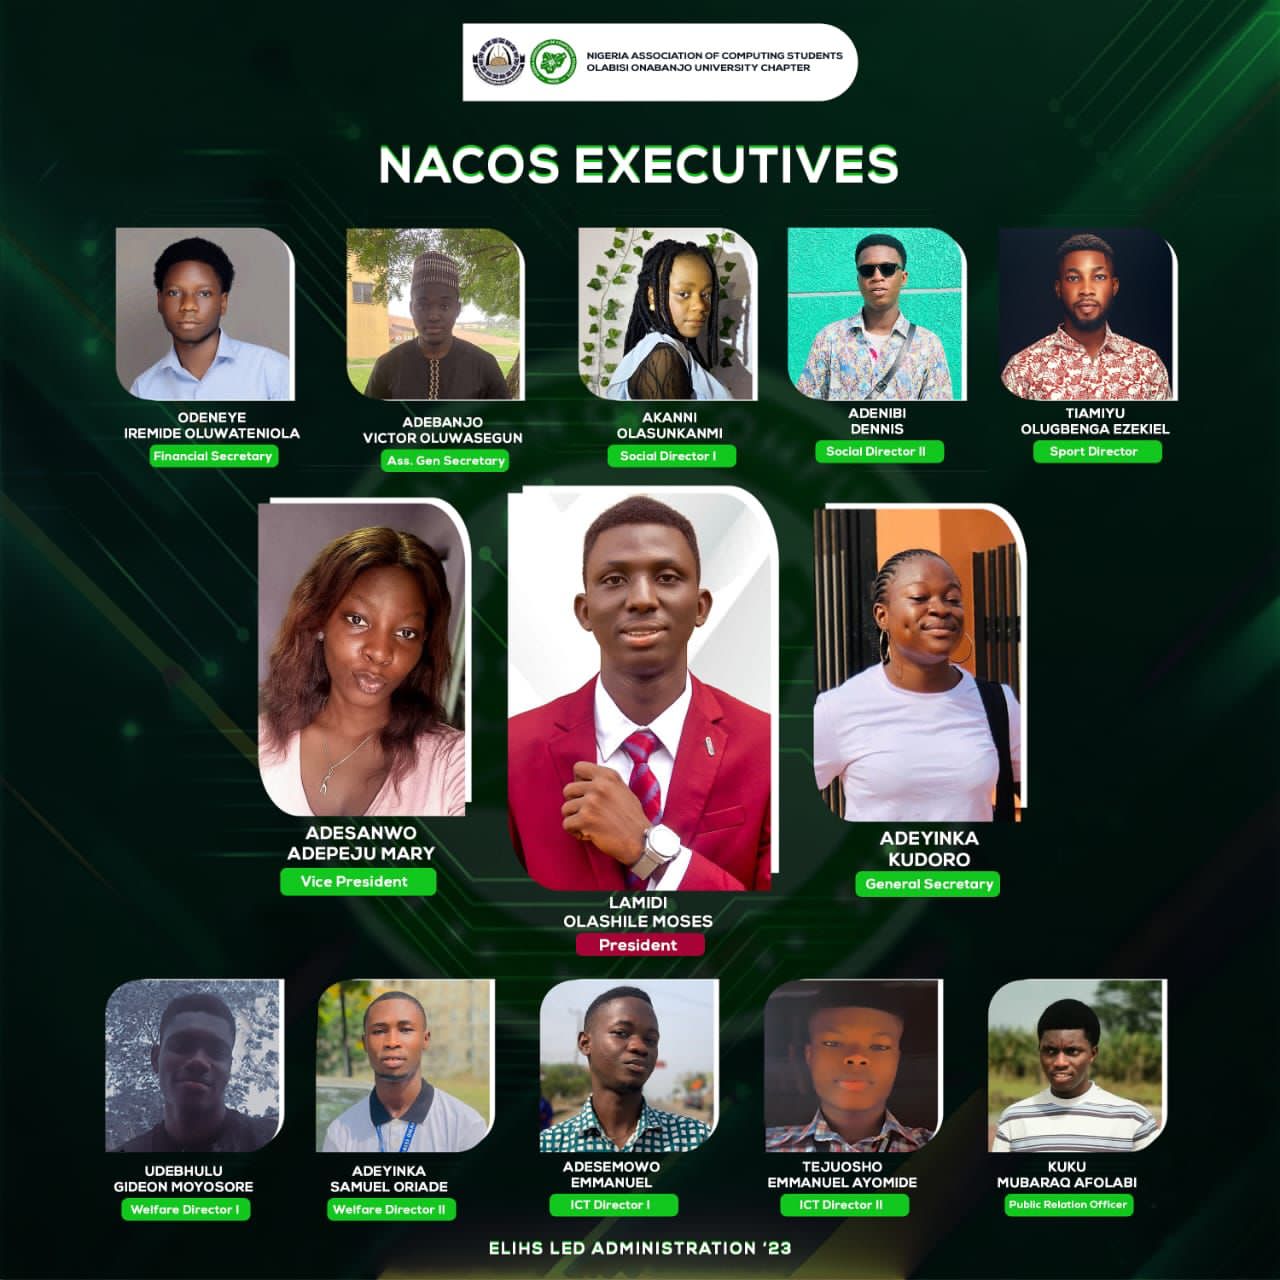 NIGERIA ASSOCIATION OF COMPUTING STUDENTS
OLABISI ONABANJO UNIVERSITY CHAPTER
NACOS EXECUTIVES
ODENEYE
IREMIDE OLUWATENIOLA
Financial Secretary
ADEBANJO
VICTOR OLUWASEGUN
Ass. Gen Secretary
AKANNI
OLASUNKANMI
Social Director I
ADENIBI
DENNIS
Social Director II
TIAMIYU
OLUGBENGA EZEKIEL
Sport Director
ADESANWO
ADEPEJU MARY
Vice President
LAMIDI
OLASHILE MOSES
President
ADEYINKA
KUDORO
General Secretary
UDEBHULU
GIDEON MOYOSORE
Welfare Director I
ADEYINKA
SAMUEL ORIADE
Welfare Director II
ADESEMOWO
EMMANUEL
ICT Director I
TEJUOSHO
EMMANUEL AYOMIDE
ICT Director II
KUKU
MUBARAQ AFOLABI
Public Relation Officer
ELIHS LED ADMINISTRATION ‘23